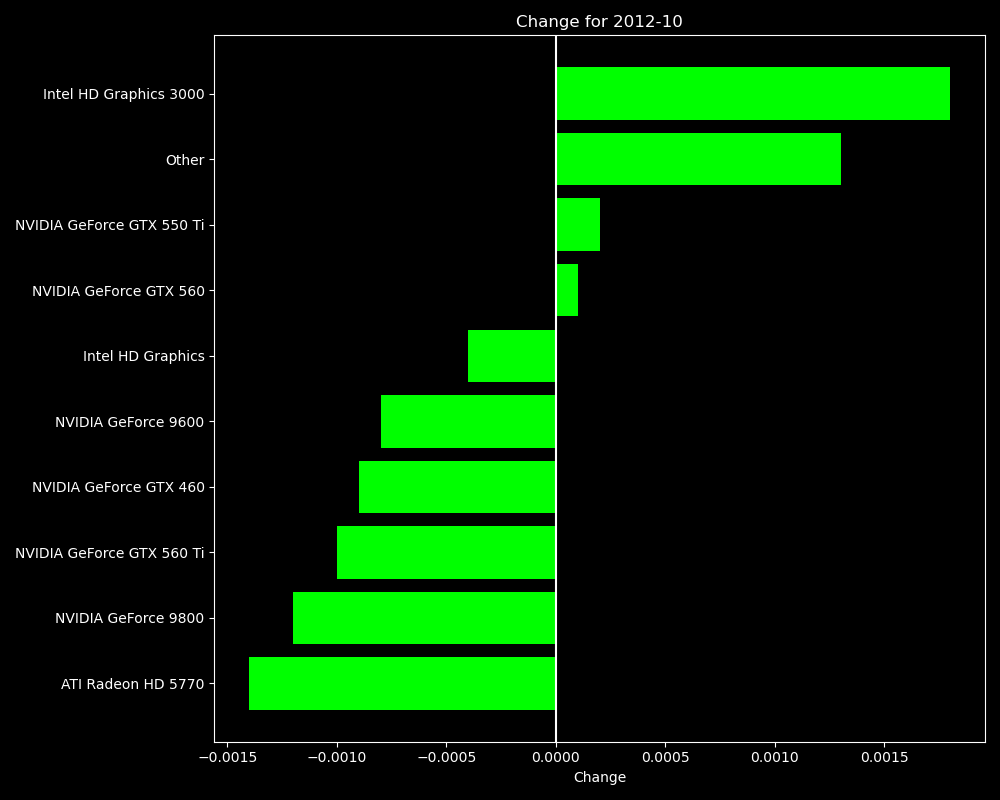 Change for 2012-10
Intel HD Graphics 3000
Other
NVIDIA GeForce GTX 550 Ti
NVIDIA GeForce GTX 560
Intel HD Graphics
NVIDIA GeForce 9600
NVIDIA GeForce GTX 460
NVIDIA GeForce GTX 560 Ti
NVIDIA GeForce 9800
ATI Radeon HD 5770
−0.0015 −0.0010 −0.0005 0.0000 0.0005 0.0010 0.0015
Change